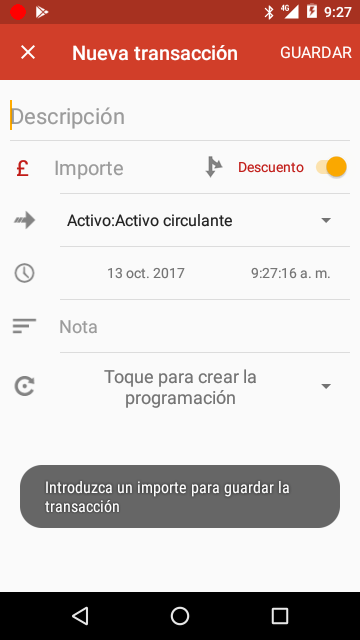 4G 9:27
Nueva transacción GUARDAR
Descripción
£ Importe Descuento
Activo:Activo circulante
13 oct. 2017 9:27:16 a. m.
Nota
Toque para crear la
programación
Introduzca un importe para guardar la
transacción